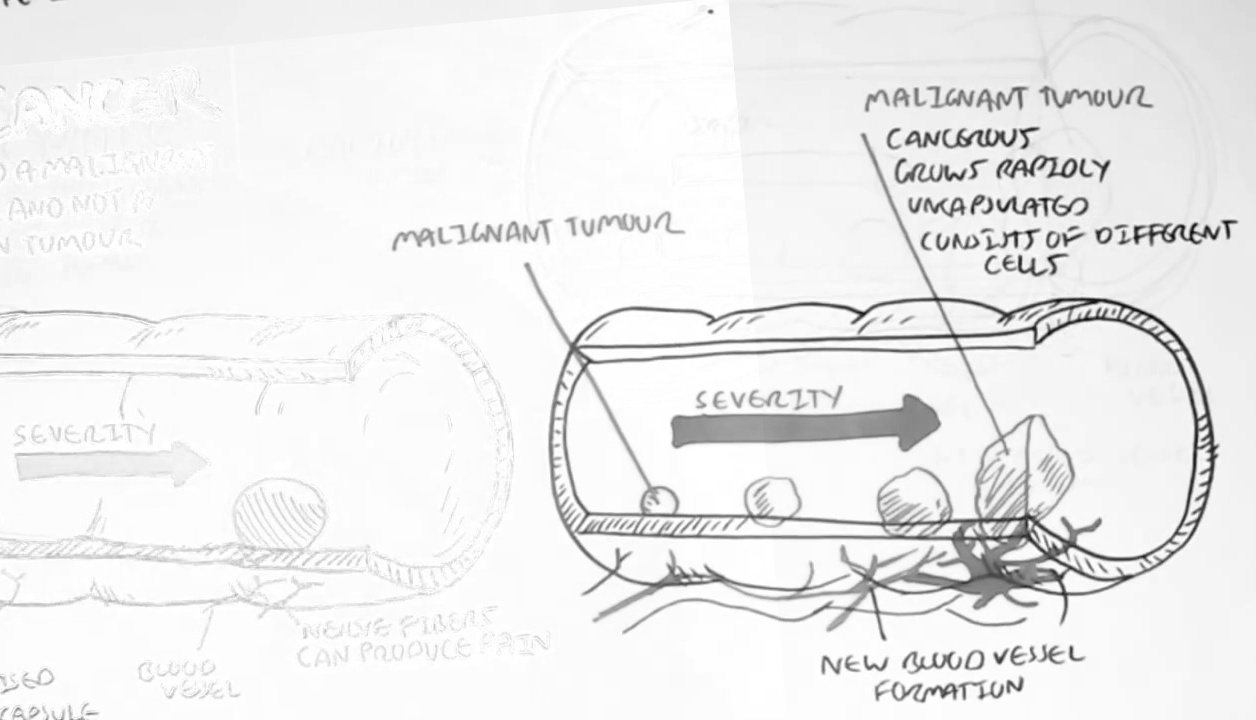 CANCER
D A MALIGNANT
AND NOT A
N TUMOUR
SEVERITY
NERVE FIBERS
CAN PRODUCE PAIN
BLOOD
VESSEL
ISED
CAPSULE
MALIGNANT TUMOUR
MALIGNANT TUMOUR
CANCEROUS
GROWS RAPIDLY
UNCAPSULATED
CONSISTS OF DIFFERENT
CELLS
SEVERITY
NEW BLOOD VESSEL
FORMATION